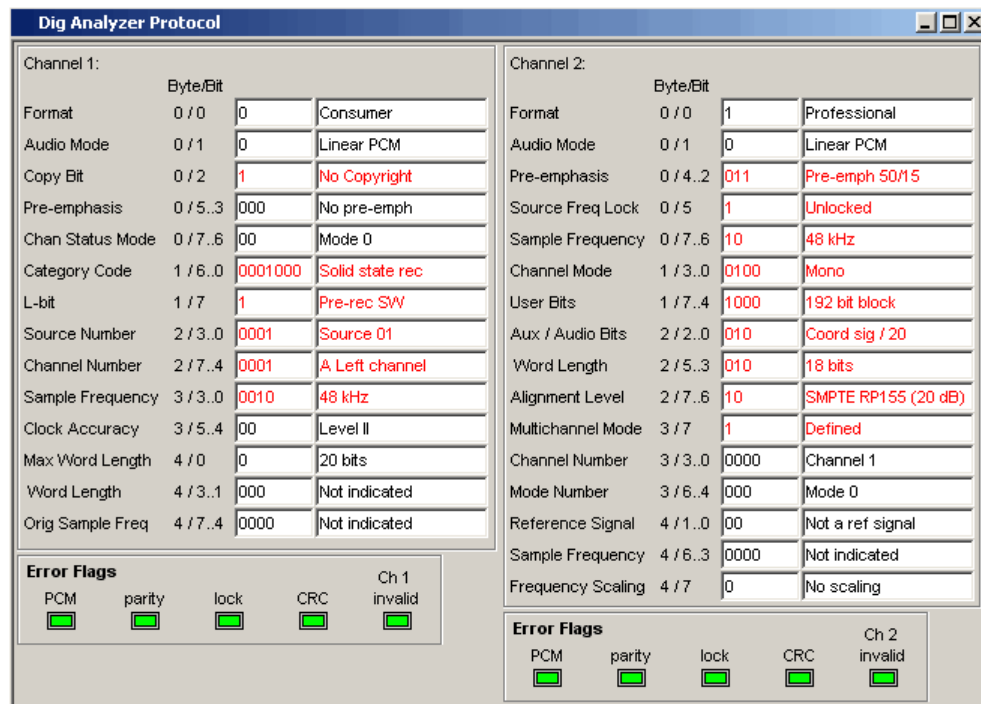 Dig Analyzer Protocol
Channel 1:
Byte/Bit
Format 0 / 0 0 Consumer
Audio Mode 0 / 1 0 Linear PCM
Copy Bit 0 / 2 1 No Copyright
Pre-emphasis 0 / 5..3 000 No pre-emph
Chan Status Mode 0 / 7..6 00 Mode 0
Category Code 1 / 6..0 0001000 Solid state rec
L-bit 1 / 7 1 Pre-rec SW
Source Number 2 / 3..0 0001 Source 01
Channel Number 2 / 7..4 0001 A Left channel
Sample Frequency 3 / 3..0 0010 48 kHz
Clock Accuracy 3 / 5..4 00 Level II
Max Word Length 4 / 0 0 20 bits
Word Length 4 / 3..1 000 Not indicated
Orig Sample Freq 4 / 7..4 0000 Not indicated
Error Flags
Ch 1
PCM parity lock CRC invalid
Channel 2:
Byte/Bit
Format 0 / 0 1 Professional
Audio Mode 0 / 1 0 Linear PCM
Pre-emphasis 0 / 4..2 011 Pre-emph 50/15
Source Freq Lock 0 / 5 1 Unlocked
Sample Frequency 0 / 7..6 10 48 kHz
Channel Mode 1 / 3..0 0100 Mono
User Bits 1 / 7..4 1000 192 bit block
Aux / Audio Bits 2 / 2..0 010 Coord sig / 20
Word Length 2 / 5..3 010 18 bits
Alignment Level 2 / 7..6 10 SMPTE RP155 (20 dB)
Multichannel Mode 3 / 7 1 Defined
Channel Number 3 / 3..0 0000 Channel 1
Mode Number 3 / 6..4 000 Mode 0
Reference Signal 4 / 1..0 00 Not a ref signal
Sample Frequency 4 / 6..3 0000 Not indicated
Frequency Scaling 4 / 7 0 No scaling
Error Flags
Ch 2
PCM parity lock CRC invalid